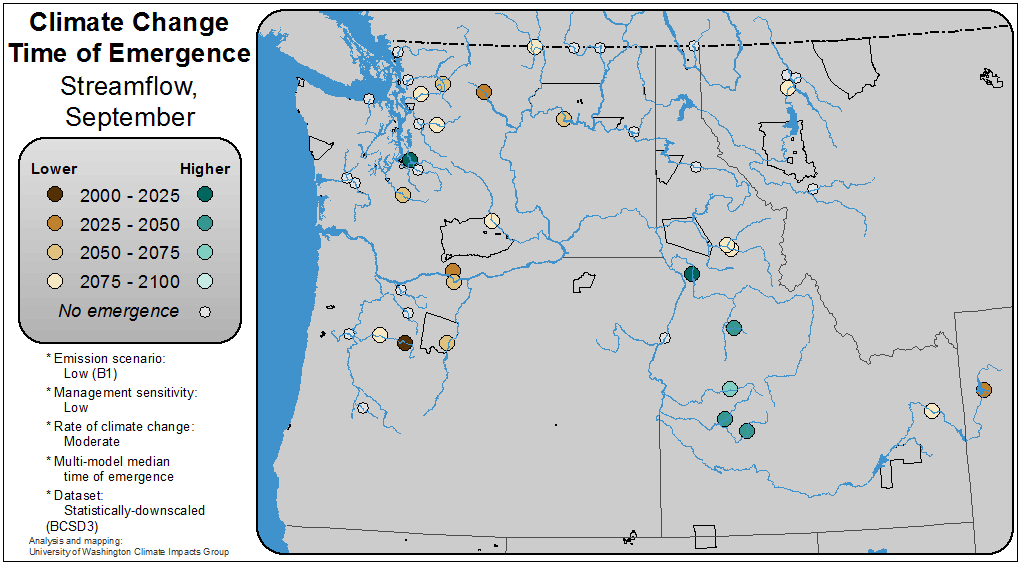 Climate Change
Time of Emergence
Streamflow,
September
Lower Higher
2000 - 2025
2025 - 2050
2050 - 2075
2075 - 2100
No emergence
* Emission scenario:
Low (B1)
* Management sensitivity:
Low
* Rate of climate change:
Moderate
* Multi-model median
time of emergence
* Dataset:
Statistically-downscaled
(BCSD3)
Analysis and mapping:
University of Washington Climate Impacts Group